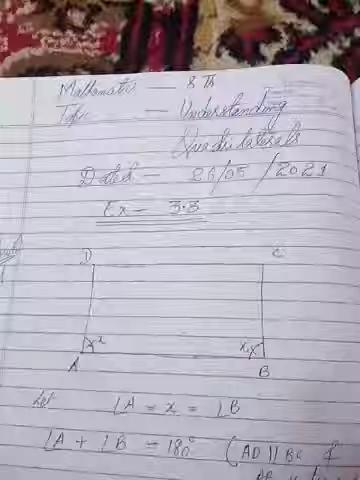 Mathematics — 8 Th
Topic — Understanding
Quadrilaterals
Dated — 26/05/2021
Ex — 3.3
D C
x x
A B
Let ∠A = x = ∠B
∠A + ∠B = 180° (AD || BC &